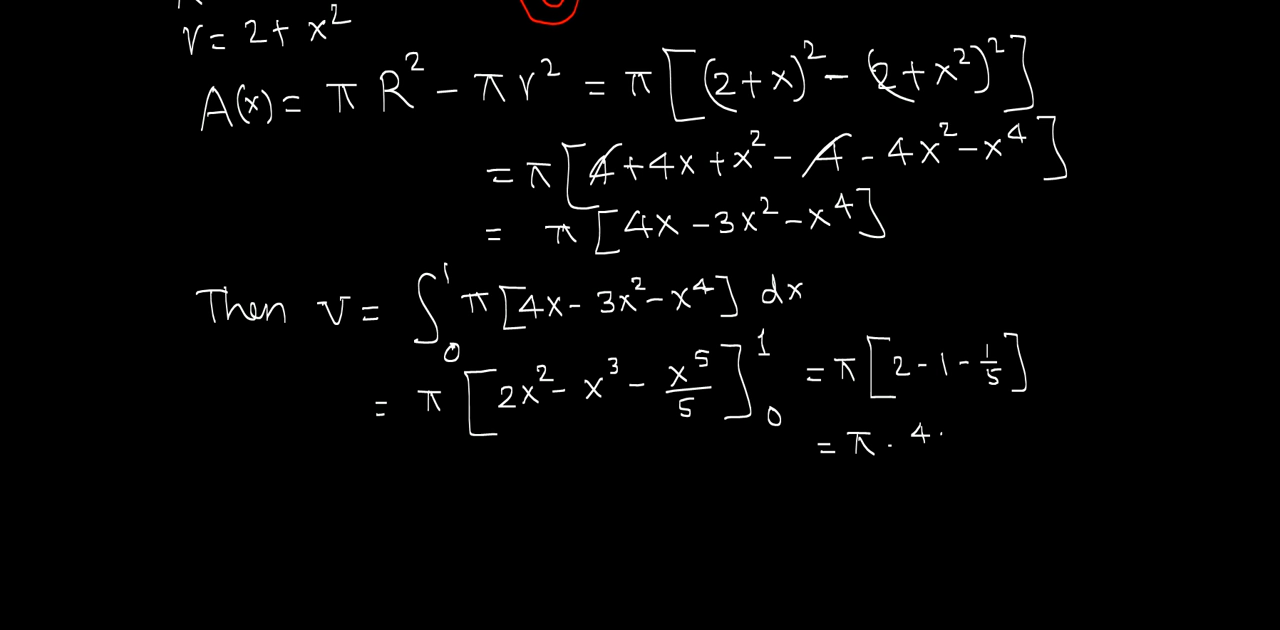 r = 2 + x²
A(x) = π R² - π r² = π [(2+x)² - (2+x²)²]
= π [4 + 4x + x² - 4 - 4x² - x⁴]
= π [4x - 3x² - x⁴]
Then V = ∫₀¹ π [4x - 3x² - x⁴] dx
= π [2x² - x³ - x⁵/5]₀¹ = π [2 - 1 - 1/5]
= π · 4 ·